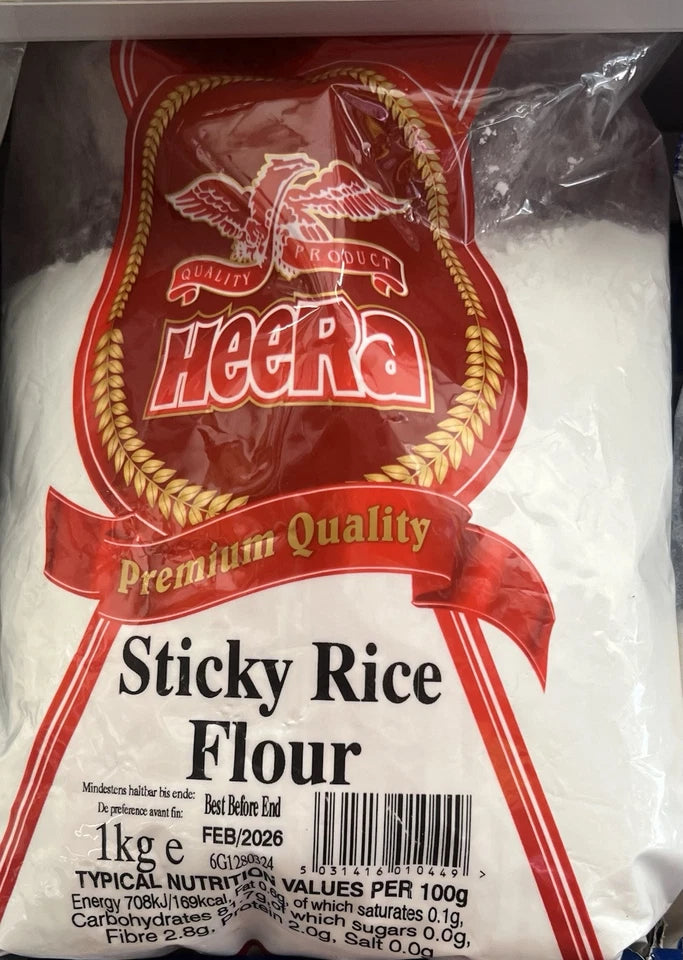 QUALITY PRODUCT
HeeRa
Premium Quality
Sticky Rice
Flour
Mindestens haltbar bis ende:
De preference avant fin:
Best Before End
1kg e
FEB/2026
6G1280324
5 031416 010449 >
TYPICAL NUTRITION VALUES PER 100g
Energy 708kJ/169kcal, Fat 0.6g, of which saturates 0.1g,
Carbohydrates of which sugars 0.0g,
Fibre 2.8g, Protein 2.0g, Salt 0.0g